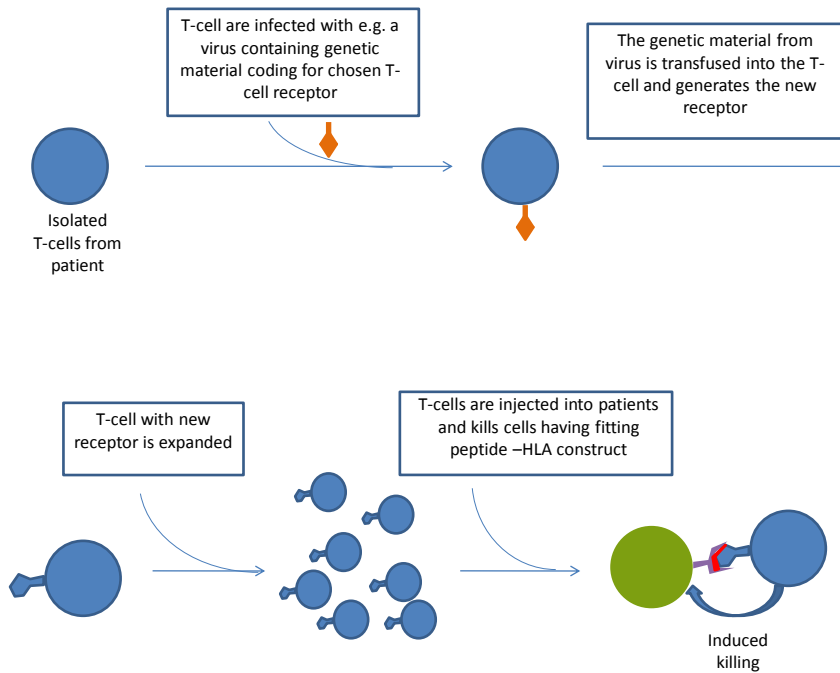 T-cell are infected with e.g. a
virus containing genetic
material coding for chosen T-
cell receptor
The genetic material from
virus is transfused into the T-
cell and generates the new
receptor
Isolated
T-cells from
patient
T-cell with new
receptor is expanded
T-cells are injected into patients
and kills cells having fitting
peptide –HLA construct
Induced
killing